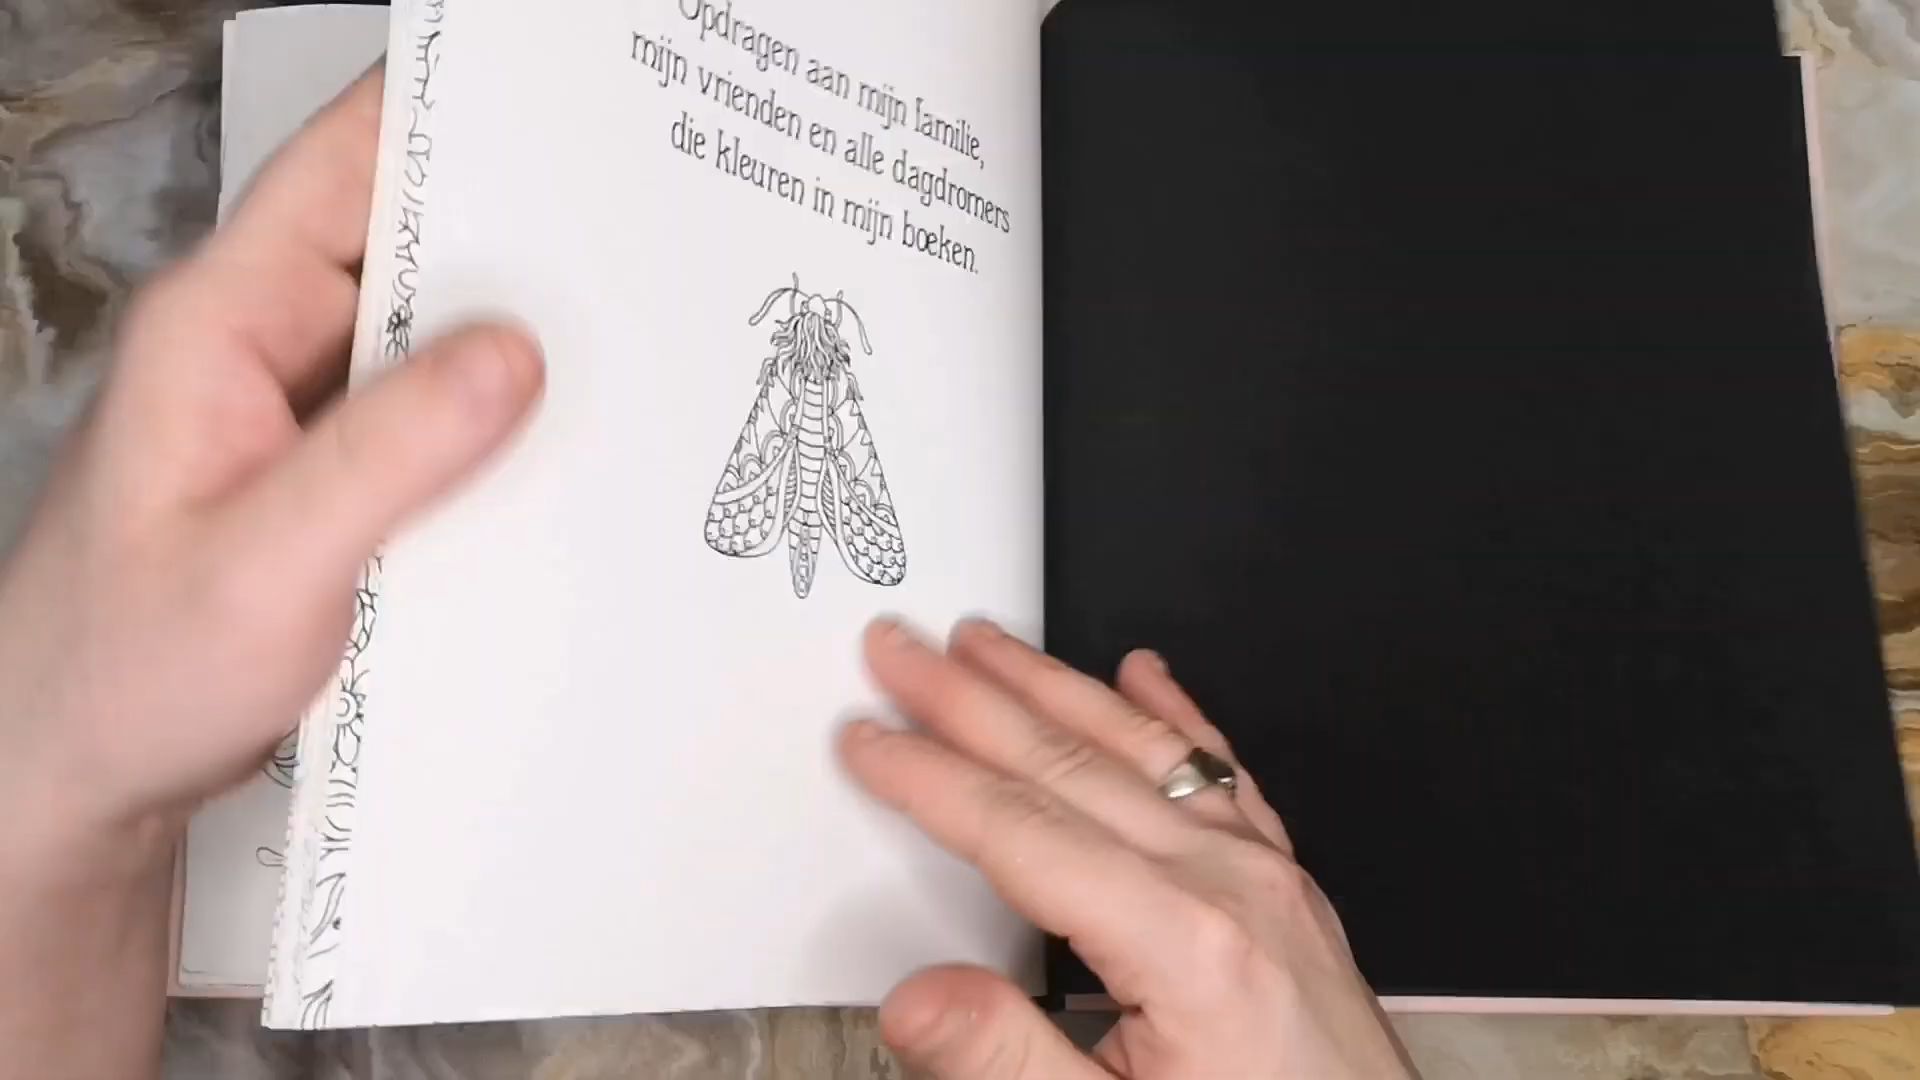 Opdragen aan mijn familie,
mijn vrienden en alle dagdromers
die kleuren in mijn boeken.